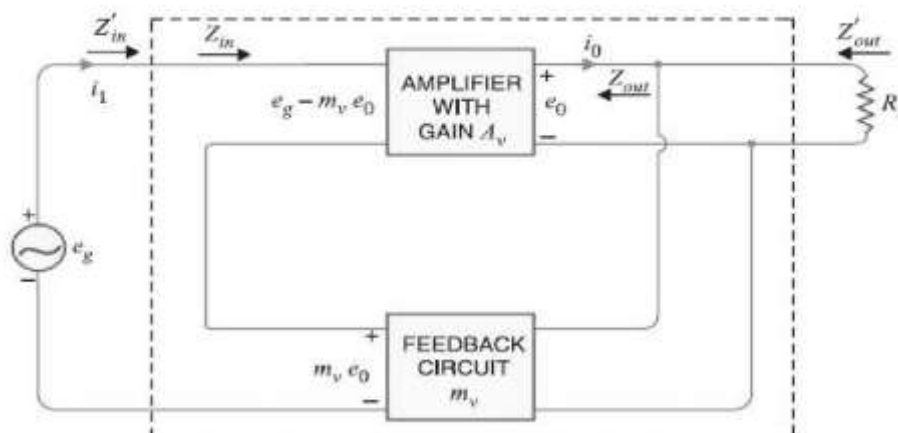 Z'in
Zin
i0
Z'out
i1
eg – mv e0
AMPLIFIER
WITH
GAIN Av
+
e0
–
Zout
R
+
eg
–
+
mv e0
–
FEEDBACK
CIRCUIT
mv